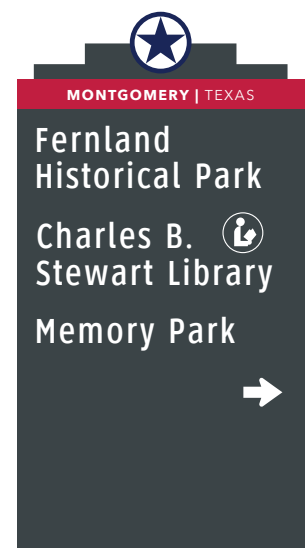 MONTGOMERY | TEXAS
Fernland
Historical Park
Charles B.
Stewart Library
Memory Park